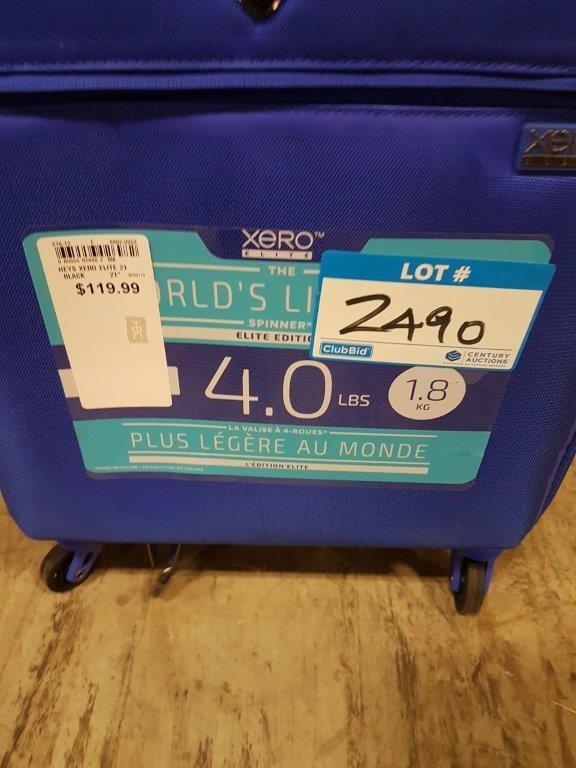 XERO
XERO™
ELITE
HEYS XERO ELITE 21
BLACK 21"
$119.99
THE
ORLD'S LI
SPINNER*
ELITE EDITIO
LOT #
2490
ClubBid
CENTURY
AUCTIONS
4.0 LBS
1.8
KG
LA VALISE À 4-ROUES*
PLUS LÉGÈRE AU MONDE
L'ÉDITION ELITE